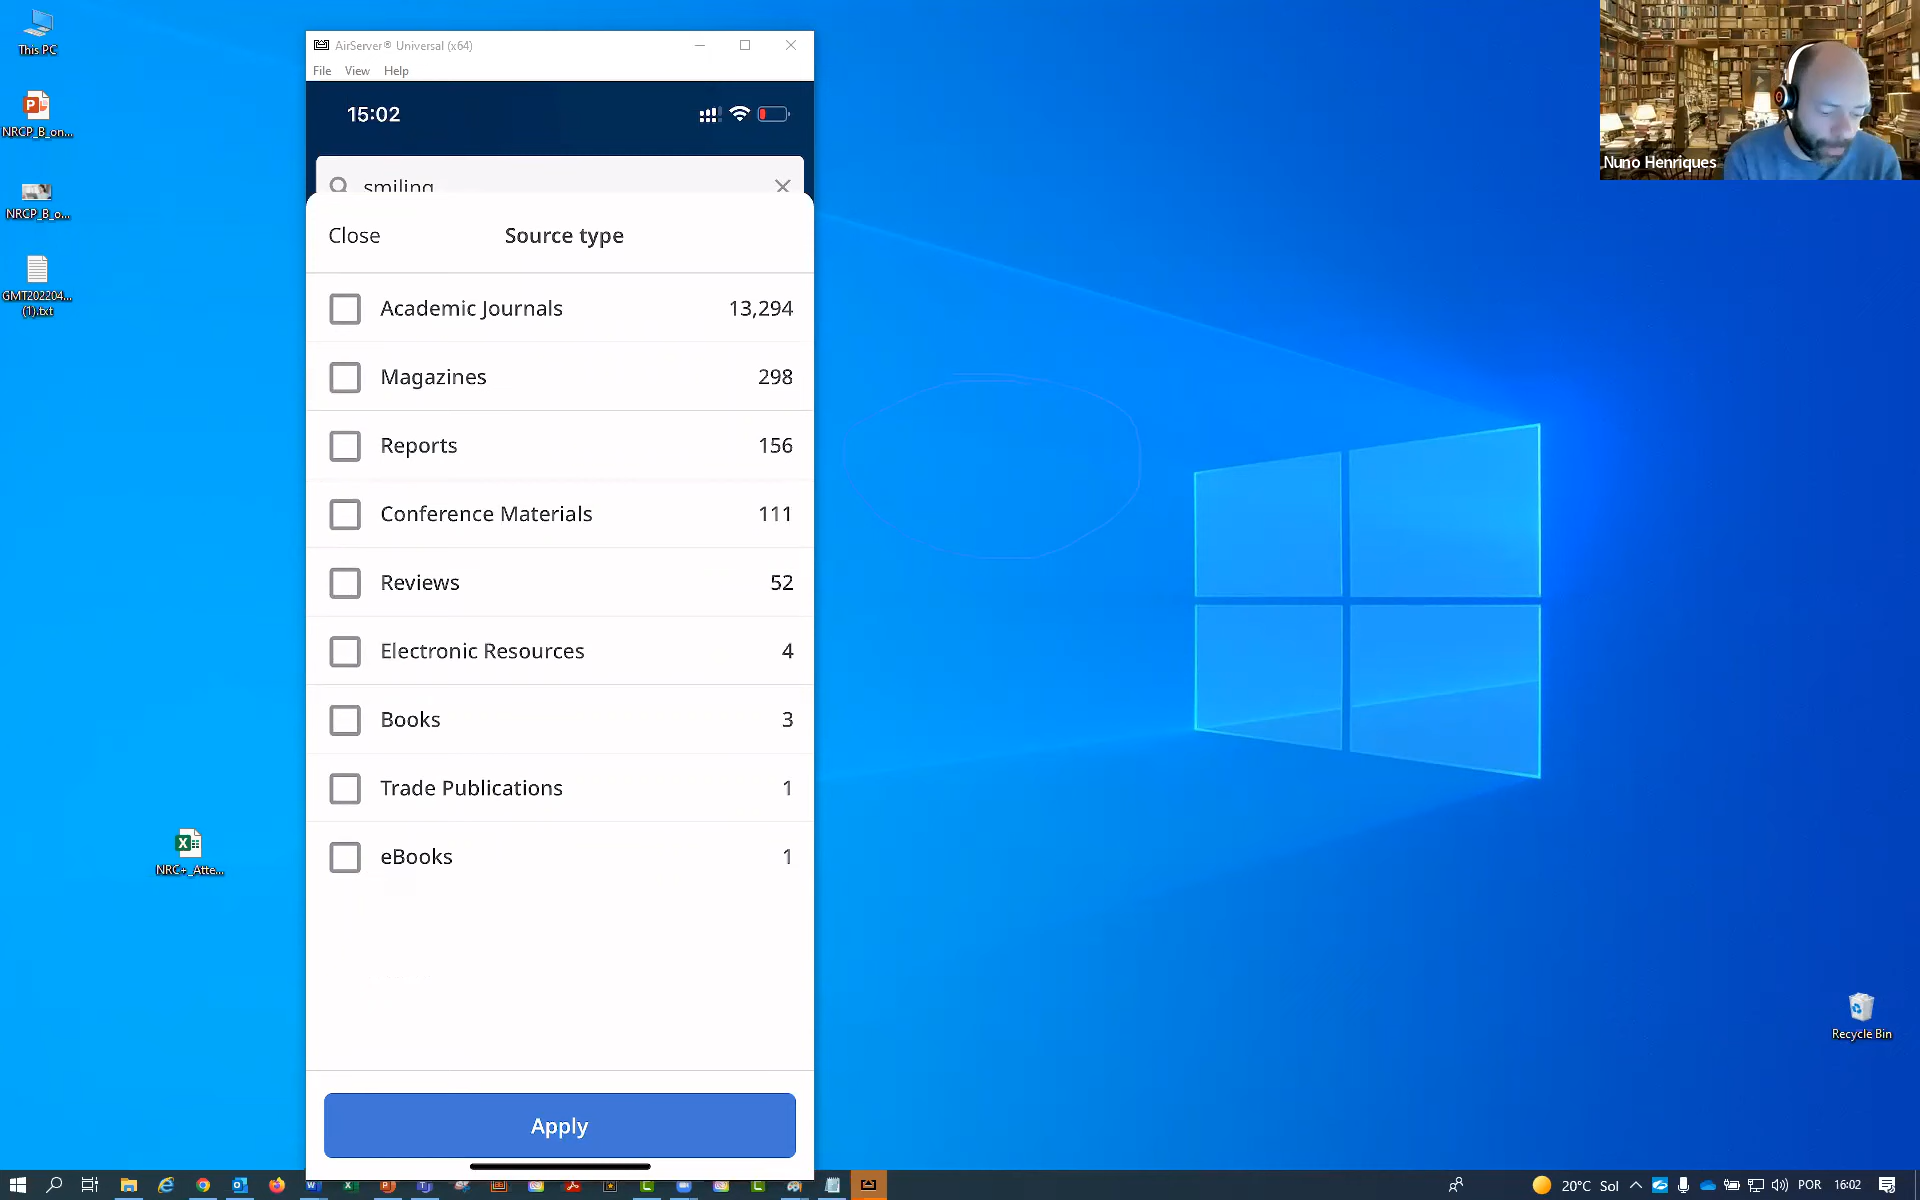 This PC
NRCP_B_on...
NRCP_B_o...
GMT202204...
(1).txt
NRC+_Atte...
AirServer® Universal (x64)
File View Help
15:02
smiling
Close Source type
Academic Journals 13,294
Magazines 298
Reports 156
Conference Materials 111
Reviews 52
Electronic Resources 4
Books 3
Trade Publications 1
eBooks 1
Apply
Nuno Henriques
Recycle Bin
20°C Sol POR 16:02